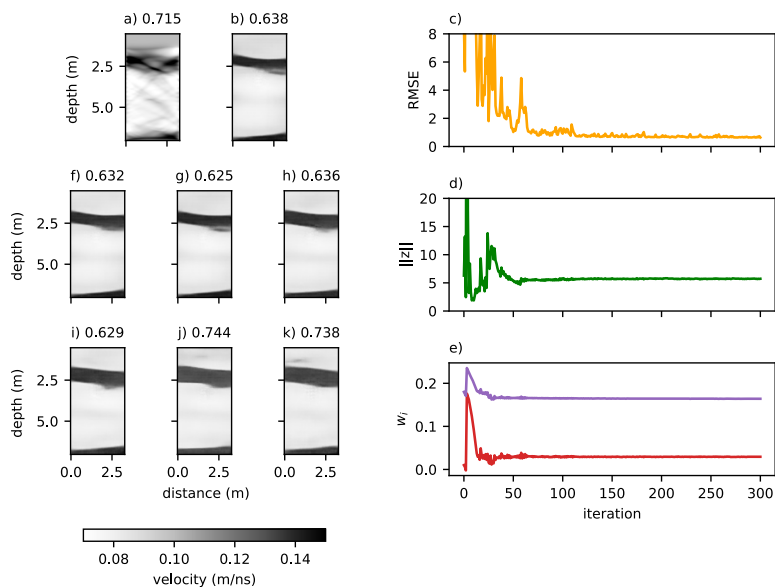 a) 0.715
b) 0.638
depth (m)
2.5
5.0
c)
RMSE
8
6
4
2
0
f) 0.632
g) 0.625
h) 0.636
depth (m)
2.5
5.0
d)
||z||
20
15
10
5
0
i) 0.629
j) 0.744
k) 0.738
depth (m)
2.5
5.0
0.0 2.5
0.0 2.5
0.0 2.5
distance (m)
e)
w_i
0.2
0.1
0.0
0 50 100 150 200 250 300
iteration
0.08 0.10 0.12 0.14
velocity (m/ns)